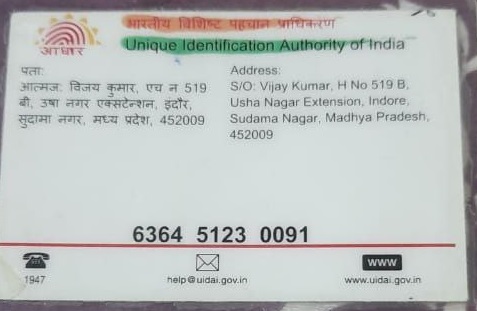 भारतीय विशिष्ट पहचान प्राधिकरण
Unique Identification Authority of India
आधार
पता:
आत्मज: विजय कुमार, एच न 519
बी, उषा नगर एक्सटेन्शन, इंदौर,
सुदामा नगर, मध्य प्रदेश, 452009
Address:
S/O: Vijay Kumar, H No 519 B,
Usha Nagar Extension, Indore,
Sudama Nagar, Madhya Pradesh,
452009
6364 5123 0091
1947
help@uidai.gov.in
www
www.uidai.gov.in